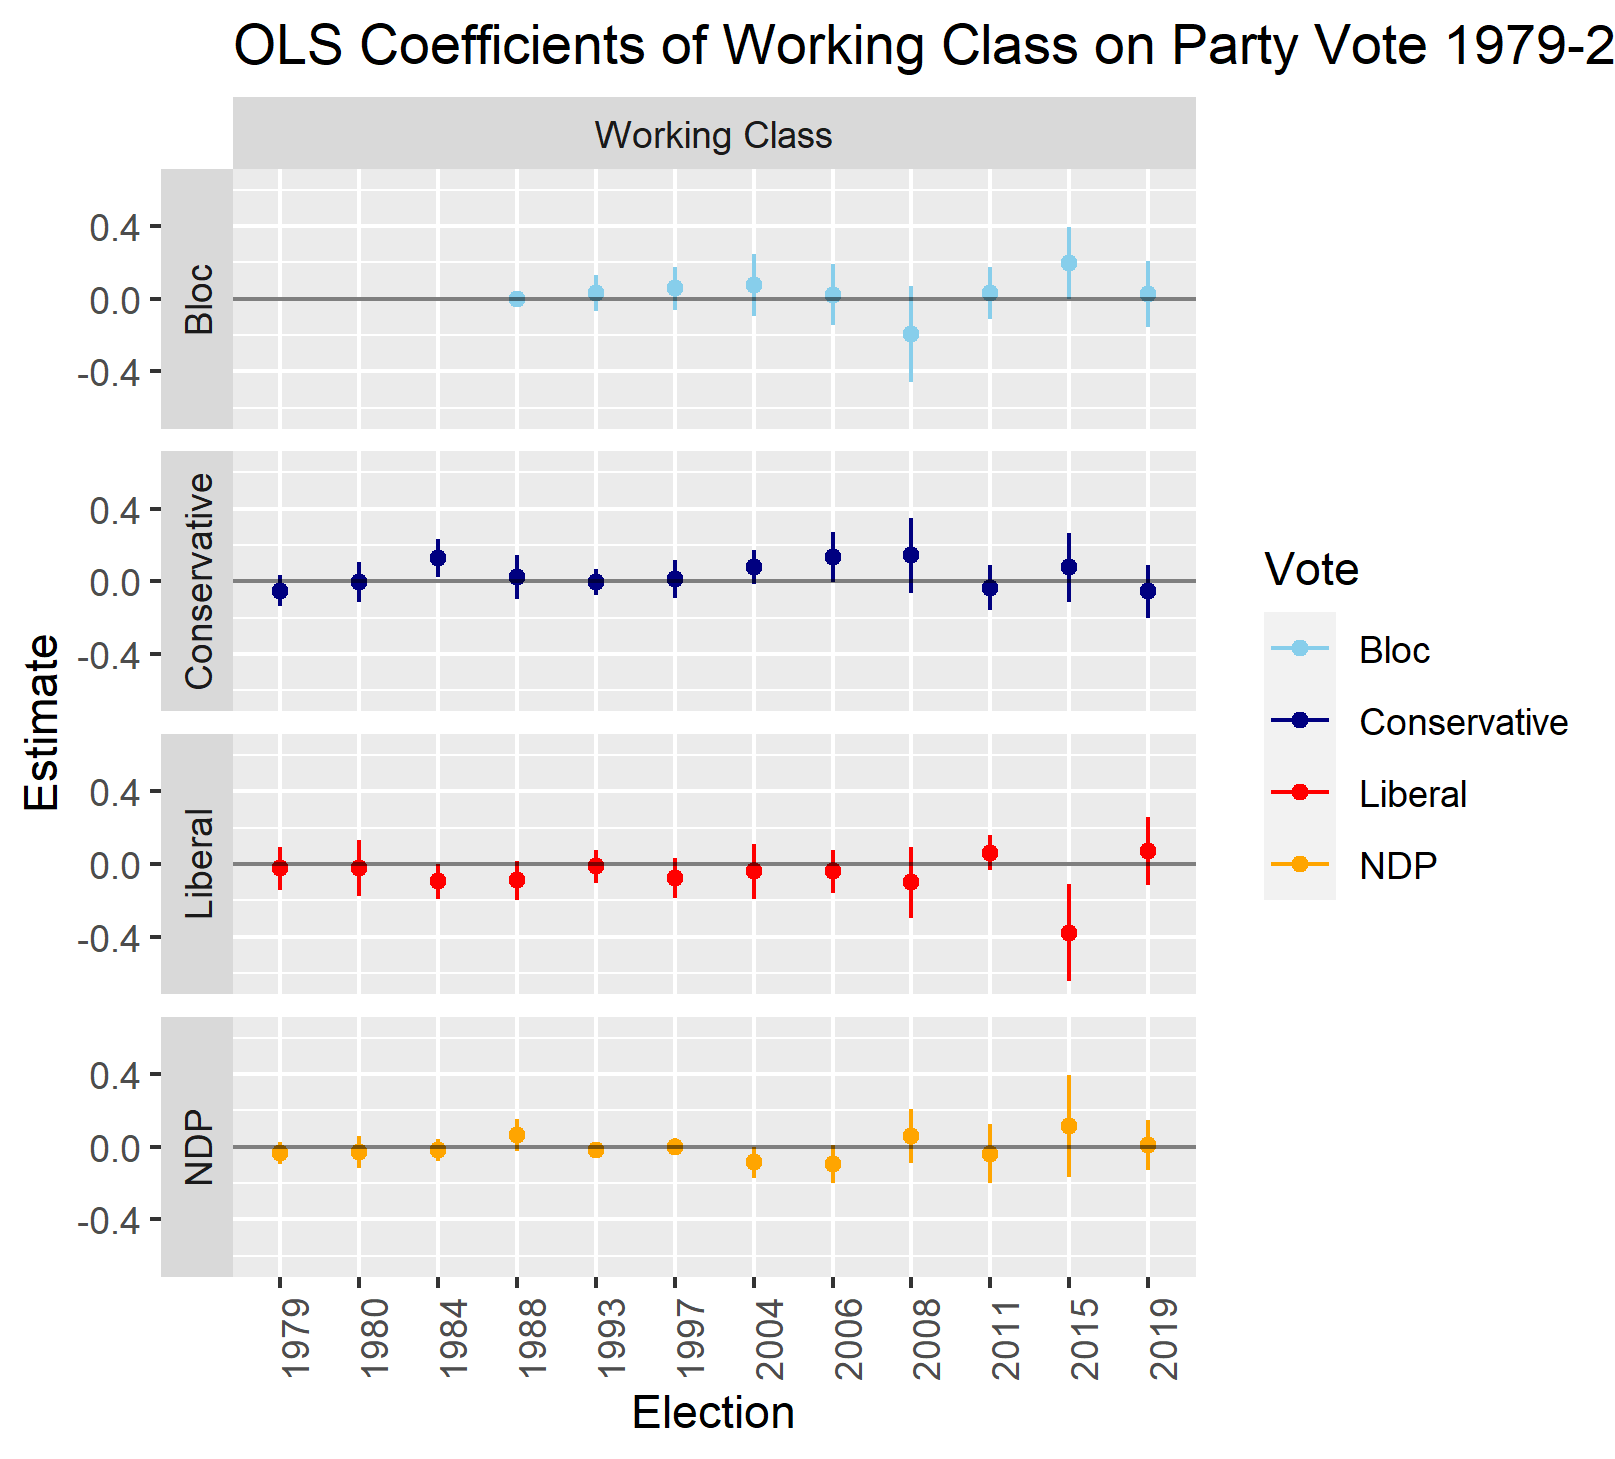 OLS Coefficients of Working Class on Party Vote 1979-2
Working Class
Bloc
0.4
0.0
-0.4
Conservative
0.4
0.0
-0.4
Liberal
0.4
0.0
-0.4
NDP
0.4
0.0
-0.4
Estimate
1979
1980
1984
1988
1993
1997
2004
2006
2008
2011
2015
2019
Election
Vote
Bloc
Conservative
Liberal
NDP